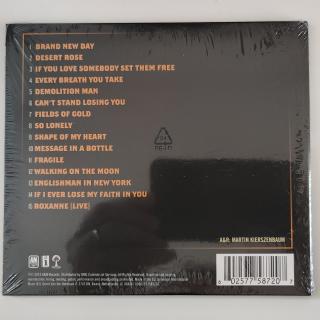 1 BRAND NEW DAY
2 DESERT ROSE
3 IF YOU LOVE SOMEBODY SET THEM FREE
4 EVERY BREATH YOU TAKE
5 DEMOLITION MAN
6 CAN'T STAND LOSING YOU
7 FIELDS OF GOLD
8 SO LONELY
9 SHAPE OF MY HEART
10 MESSAGE IN A BOTTLE
11 FRAGILE
12 WALKING ON THE MOON
13 ENGLISHMAN IN NEW YORK
14 IF I EVER LOSE MY FAITH IN YOU
15 ROXANNE [LIVE]
A&R: MARTIN KIERSZENBAUM
6 02577 58720 7